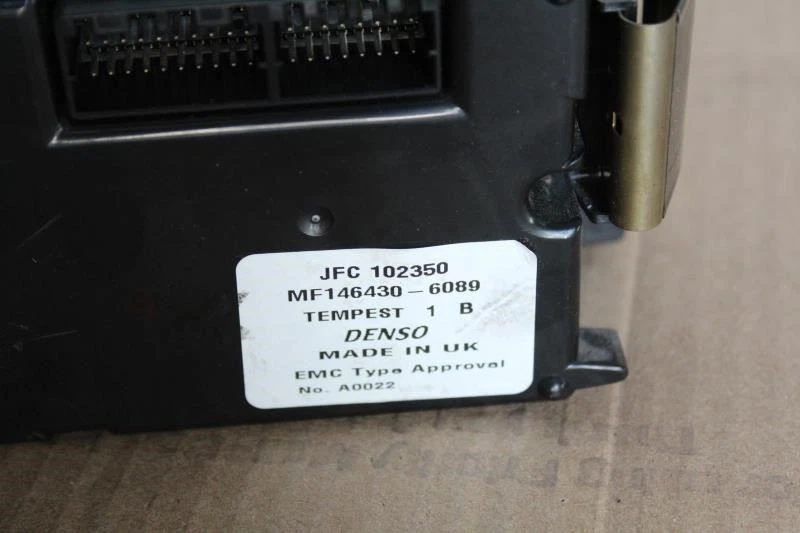 JFC 102350
MF146430-6089
TEMPEST 1 B
DENSO
MADE IN UK
EMC Type Approval
No. A0022